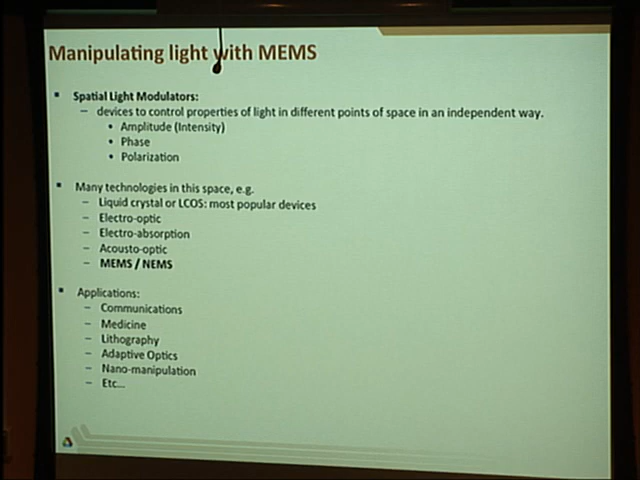 Manipulating light with MEMS
▪ Spatial Light Modulators:
– devices to control properties of light in different points of space in an independent way.
• Amplitude (Intensity)
• Phase
• Polarization
▪ Many technologies in this space, e.g.
– Liquid crystal or LCOS: most popular devices
– Electro-optic
– Electro-absorption
– Acousto-optic
– MEMS / NEMS
▪ Applications:
– Communications
– Medicine
– Lithography
– Adaptive Optics
– Nano-manipulation
– Etc...